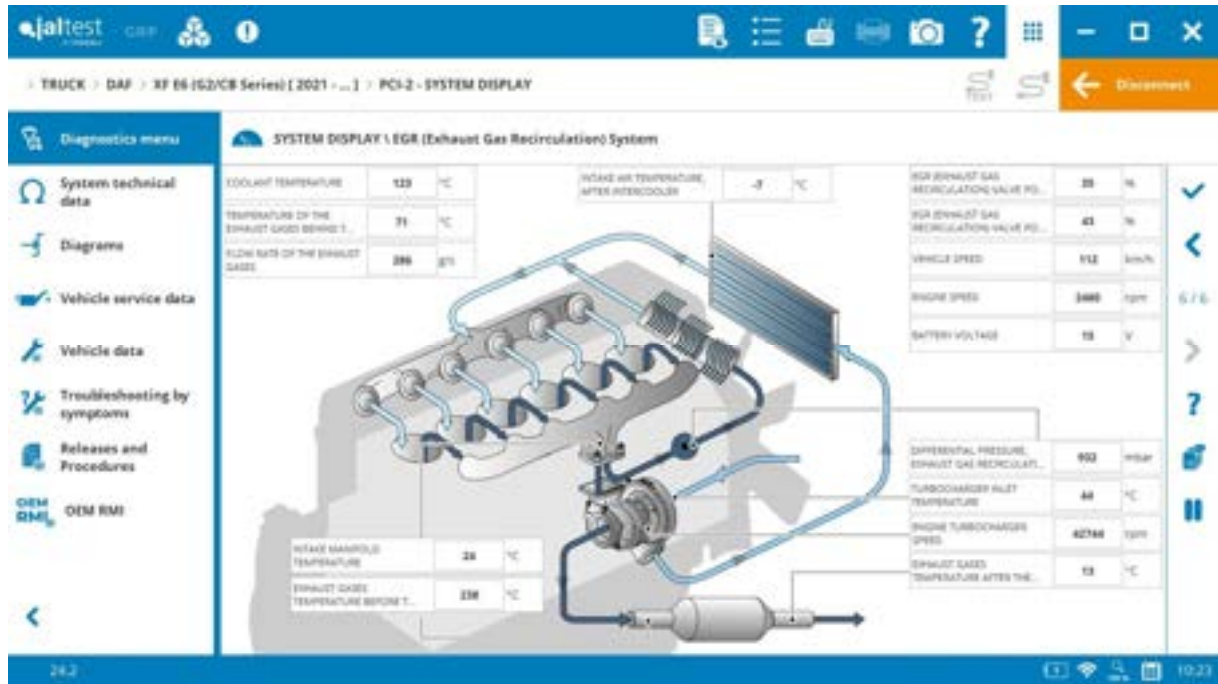 jaltest
> TRUCK > DAF > XF E6 (G2/CB Series) [ 2021 - ... ] > PCI-2 - SYSTEM DISPLAY
Disconnect
Diagnostics menu
SYSTEM DISPLAY \ EGR (Exhaust Gas Recirculation) System
System technical
data
Diagrams
Vehicle service data
Vehicle data
Troubleshooting by
symptoms
Releases and
Procedures
OEM
RMI
OEM RMI
COOLANT TEMPERATURE 123 °C
TEMPERATURE OF THE
EXHAUST GASES BEHIND T... 71 °C
FLOW RATE OF THE EXHAUST
GASES
INTAKE AIR TEMPERATURE,
AFTER INTERCOOLER -7 °C
EGR (EXHAUST GAS
RECIRCULATION) VALVE PO... %
EGR (EXHAUST GAS
RECIRCULATION) VALVE PO... 43 %
VEHICLE SPEED 112 km/h
ENGINE SPEED rpm
BATTERY VOLTAGE V
6 / 6
DIFFERENTIAL PRESSURE,
EXHAUST GAS RECIRCULATI... 932 mbar
TURBOCHARGER INLET
TEMPERATURE 44 °C
ENGINE TURBOCHARGER
SPEED 42744 rpm
EXHAUST GASES
TEMPERATURE AFTER THE... 13 °C
INTAKE MANIFOLD
TEMPERATURE 24 °C
EXHAUST GASES
TEMPERATURE BEFORE T... 238 °C
24.2
10:23